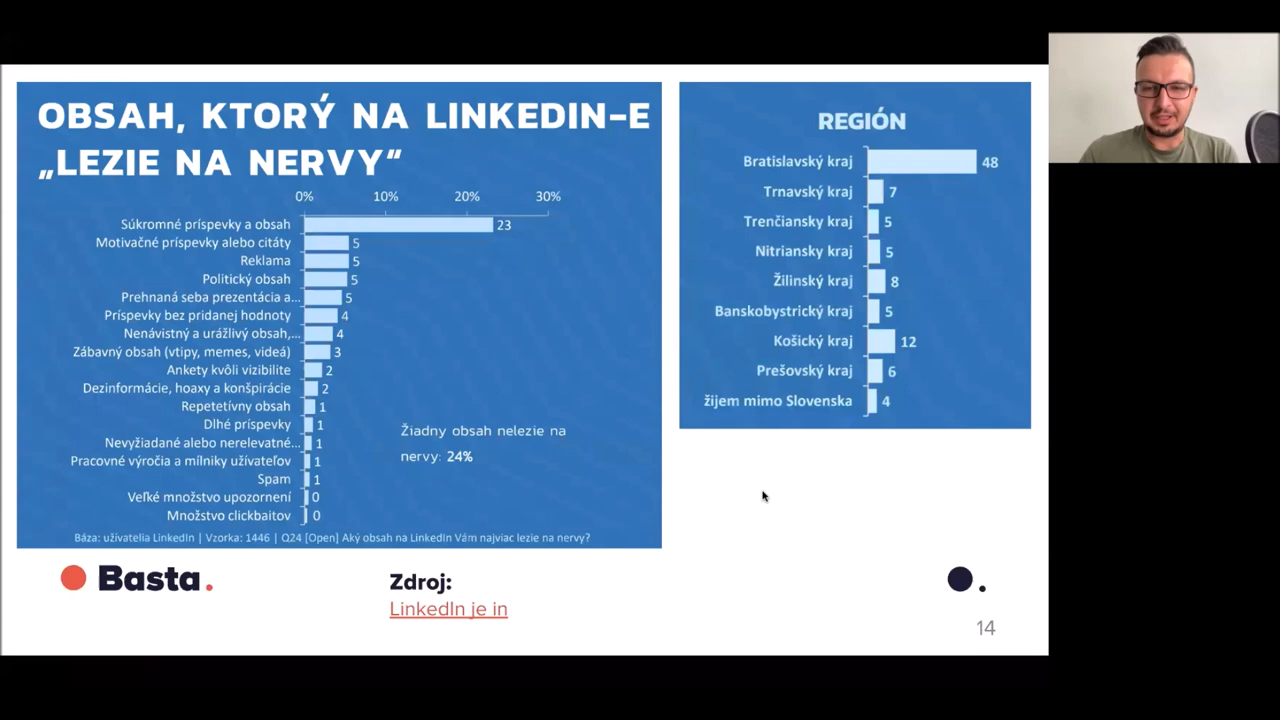 OBSAH, KTORÝ NA LINKEDIN-E
„LEZIE NA NERVY“
0% 10% 20% 30%
Súkromné príspevky a obsah 23
Motivačné príspevky alebo citáty 5
Reklama 5
Politický obsah 5
Prehnaná seba prezentácia a... 5
Príspevky bez pridanej hodnoty 4
Nenávistný a urážlivý obsah,... 4
Zábavný obsah (vtipy, memes, videá) 3
Ankety kvôli vizibilite 2
Dezinformácie, hoaxy a konšpirácie 2
Repetetívny obsah 1
Dlhé príspevky 1
Nevyžiadané alebo nerelevatné... 1
Pracovné výročia a mílniky užívateľov 1
Spam 1
Veľké množstvo upozornení 0
Množstvo clickbaitov 0
Žiadny obsah nelezie na
nervy: 24%
Báza: užívatelia LinkedIn | Vzorka: 1446 | Q24 [Open] Aký obsah na LinkedIn Vám najviac lezie na nervy?
REGIÓN
Bratislavský kraj 48
Trnavský kraj 7
Trenčiansky kraj 5
Nitriansky kraj 5
Žilinský kraj 8
Banskobystrický kraj 5
Košický kraj 12
Prešovský kraj 6
žijem mimo Slovenska 4
Basta.
Zdroj:
LinkedIn je in
14